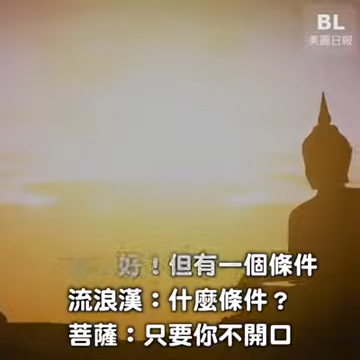 BL
美麗日報
好！但有一個條件
流浪漢：什麼條件？
菩薩：只要你不開口